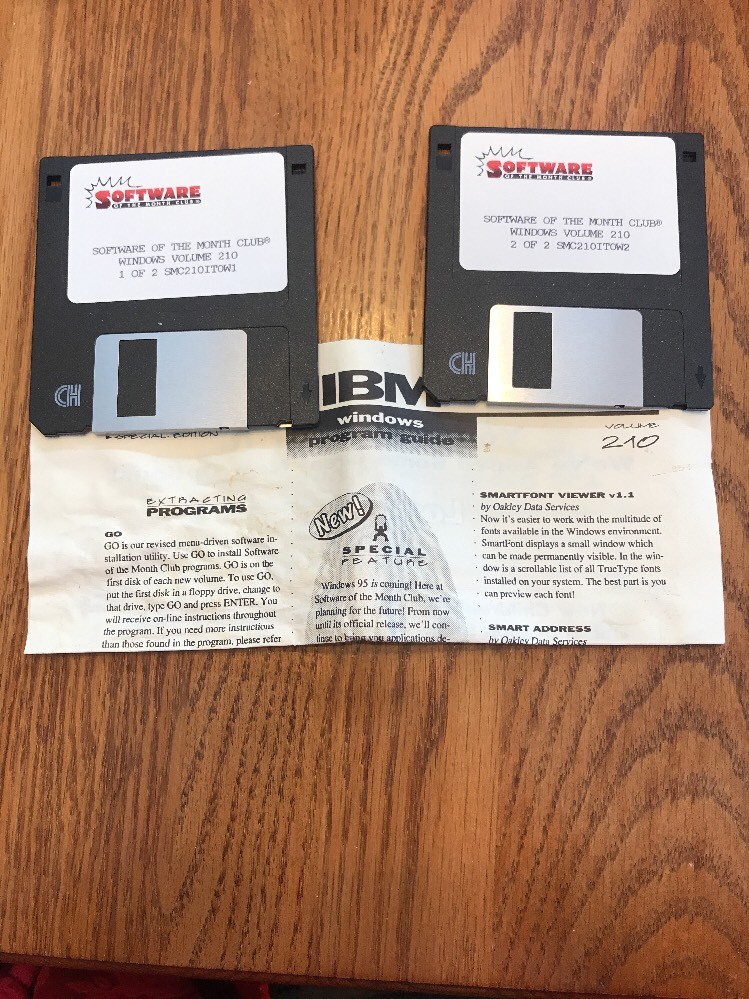 SOFTWARE
OF THE MONTH CLUB®
SOFTWARE OF THE MONTH CLUB®
WINDOWS VOLUME 210
1 OF 2 SMC210ITOW1
CH
SOFTWARE
OF THE MONTH CLUB®
SOFTWARE OF THE MONTH CLUB®
WINDOWS VOLUME 210
2 OF 2 SMC210ITOW2
CH
IBM
windows
program guide
SPECIAL EDITION
VOLUME
210
EXTRACTING
PROGRAMS
GO
GO is our revised menu-driven software in-
stallation utility. Use GO to install Software
of the Month Club programs. GO is on the
first disk of each new volume. To use GO,
put the first disk in a floppy drive, change to
that drive, type GO and press ENTER. You
will receive on-line instructions throughout
the program. If you need more instructions
than those found in the program, please refer
New!
SPECIAL
FEATURE
Windows 95 is coming! Here at
Software of the Month Club, we're
planning for the future! From now
until its official release, we'll con-
tinue to bring you applications de-
SMARTFONT VIEWER v1.1
by Oakley Data Services
Now it's easier to work with the multitude of
fonts available in the Windows environment.
SmartFont displays a small window which
can be made permanently visible. In the win-
dow is a scrollable list of all TrueType fonts
installed on your system. The best part is you
can preview each font!
SMART ADDRESS
by Oakley Data Services